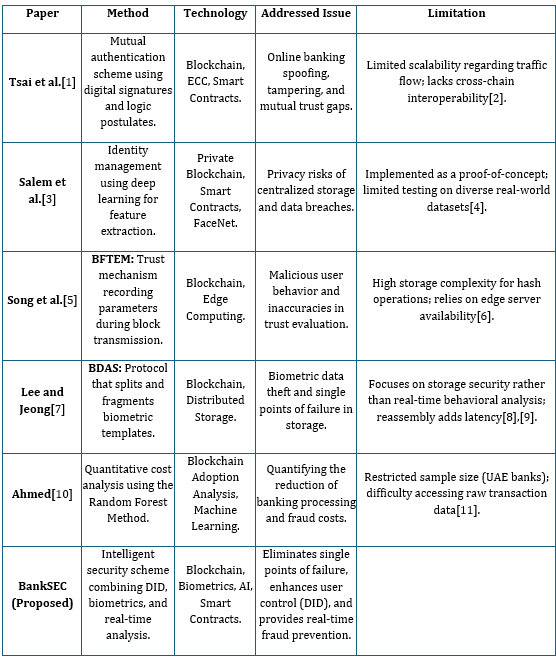 Paper Method Technology Addressed Issue Limitation
Tsai et al.[1]
Mutual
authentication
scheme using
digital signatures
and logic
postulates.
Blockchain,
ECC, Smart
Contracts.
Online banking
spoofing,
tampering, and
mutual trust gaps.
Limited scalability regarding traffic
flow; lacks cross-chain
interoperability[2].
Salem et
al.[3]
Identity
management
using deep
learning for
feature
extraction.
Private
Blockchain,
Smart
Contracts,
FaceNet.
Privacy risks of
centralized storage
and data breaches.
Implemented as a proof-of-concept;
limited testing on diverse real-world
datasets[4].
Song et al.[5]
BFTEM: Trust
mechanism
recording
parameters
during block
transmission.
Blockchain,
Edge
Computing.
Malicious user
behavior and
inaccuracies in
trust evaluation.
High storage complexity for hash
operations; relies on edge server
availability[6].
Lee and
Jeong[7]
BDAS: Protocol
that splits and
fragments
biometric
templates.
Blockchain,
Distributed
Storage.
Biometric data
theft and single
points of failure in
storage.
Focuses on storage security rather
than real-time behavioral analysis;
reassembly adds latency[8],[9].
Ahmed[10]
Quantitative cost
analysis using the
Random Forest
Method.
Blockchain
Adoption
Analysis,
Machine
Learning.
Quantifying the
reduction of
banking processing
and fraud costs.
Restricted sample size (UAE banks);
difficulty accessing raw transaction
data[11].
BankSEC
(Proposed)
Intelligent
security scheme
combining DID,
biometrics, and
real-time
analysis.
Blockchain,
Biometrics, AI,
Smart
Contracts.
Eliminates single
points of failure,
enhances user
control (DID), and
provides real-time
fraud prevention.